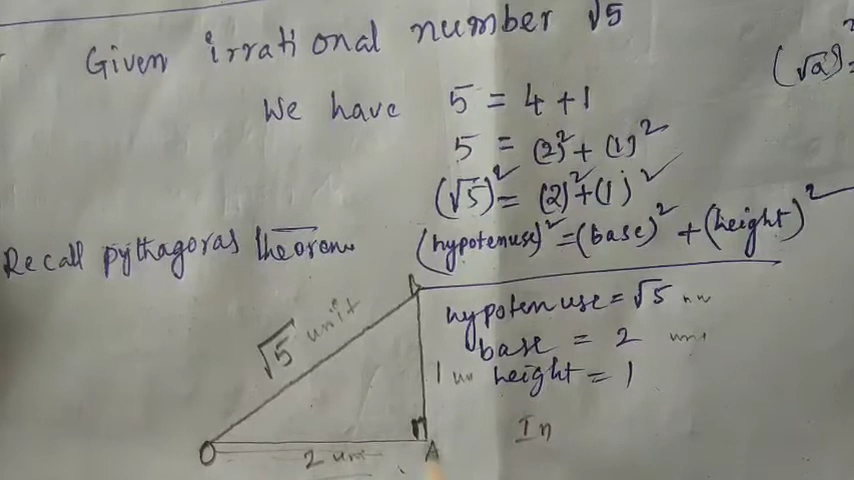 Given irrational number √5
(√a)²=
We have 5 = 4 + 1
5 = (2)² + (1)²
(√5)² = (2)² + (1)²
Recall pythagoras theorem (hypotenuse)² = (base)² + (height)²
hypotenuse = √5
√5 unit
base = 2
1 height = 1
In
O 2 A